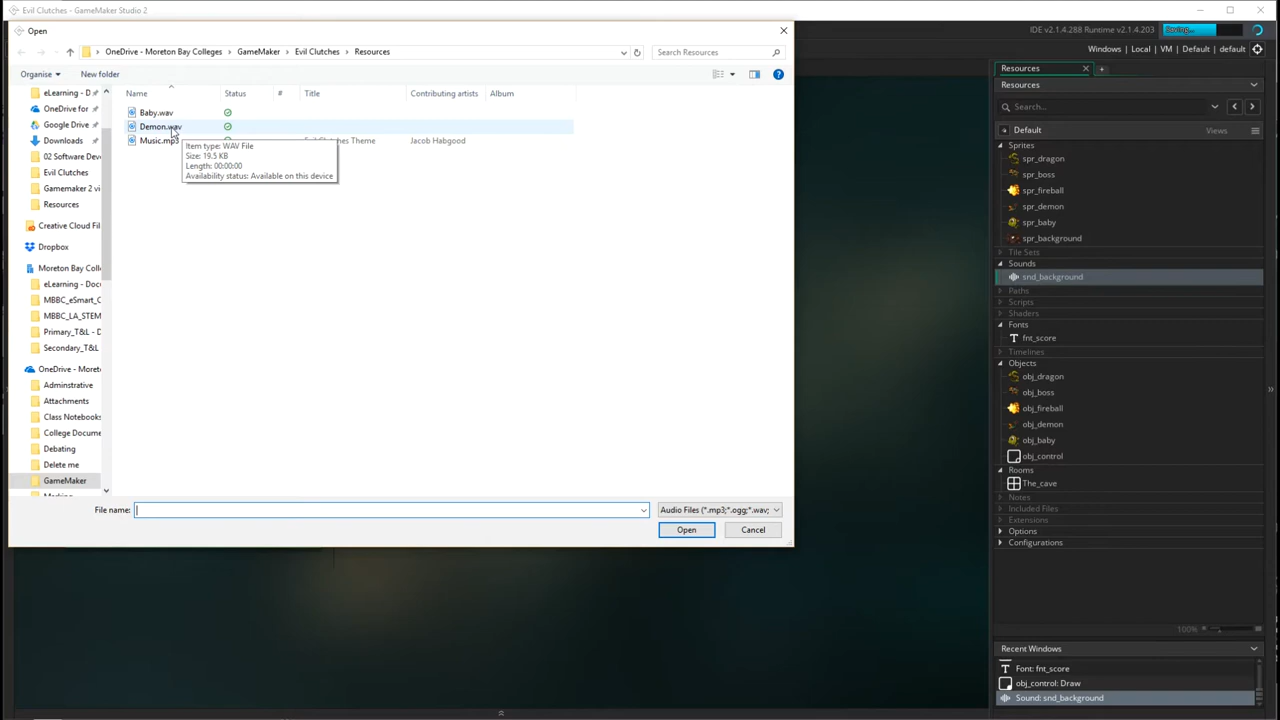 Evil Clutches - GameMaker Studio 2
Open
IDE v2.1.4.288 Runtime v2.1.4.203
Saving...
OneDrive - Moreton Bay Colleges > GameMaker > Evil Clutches > Resources
Search Resources
Windows | Local | VM | Default | default
Organise
New folder
Resources
Resources
Name
Status
#
Title
Contributing artists
Album
Search...
Baby.wav
Demon.wav
Music.mp3
Evil Clutches Theme
Jacob Habgood
Item type: WAV File
Size: 19.5 KB
Length: 00:00:00
Availability status: Available on this device
eLearning - D
OneDrive for
Google Drive
Downloads
02 Software Dev
Evil Clutches
Gamemaker 2 vi
Resources
Creative Cloud Fil
Dropbox
Moreton Bay Coll
eLearning - Docu
MBBC_eSmart_C
MBBC_LA_STEM
Primary_T&L - D
Secondary_T&L
OneDrive - Moret
Adminstrative
Attachments
Class Notebooks
College Docume
Debating
Delete me
GameMaker
File name:
Audio Files (*.mp3;*.ogg;*.wav;
Open
Cancel
Default
Views
Sprites
spr_dragon
spr_boss
spr_fireball
spr_demon
spr_baby
spr_background
Tile Sets
Sounds
snd_background
Paths
Scripts
Shaders
Fonts
fnt_score
Timelines
Objects
obj_dragon
obj_boss
obj_fireball
obj_demon
obj_baby
obj_control
Rooms
The_cave
Notes
Included Files
Extensions
Options
Configurations
100%
Recent Windows
Font: fnt_score
obj_control: Draw
Sound: snd_background